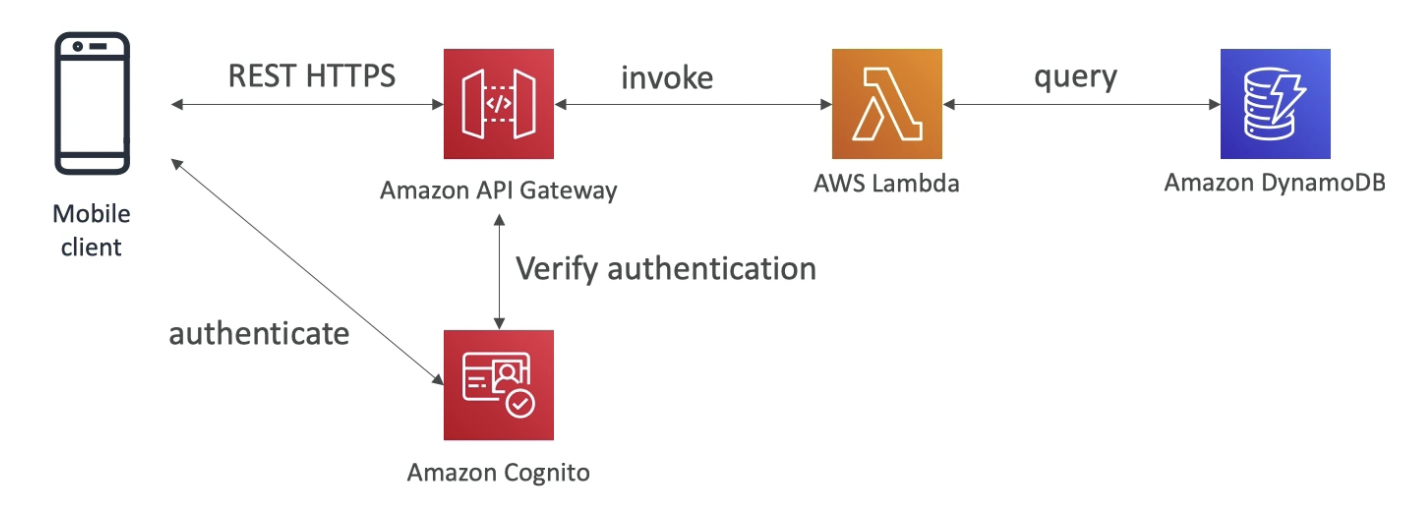 REST HTTPS
invoke
query
</>
Amazon API Gateway
AWS Lambda
Amazon DynamoDB
Mobile
client
Verify authentication
authenticate
Amazon Cognito